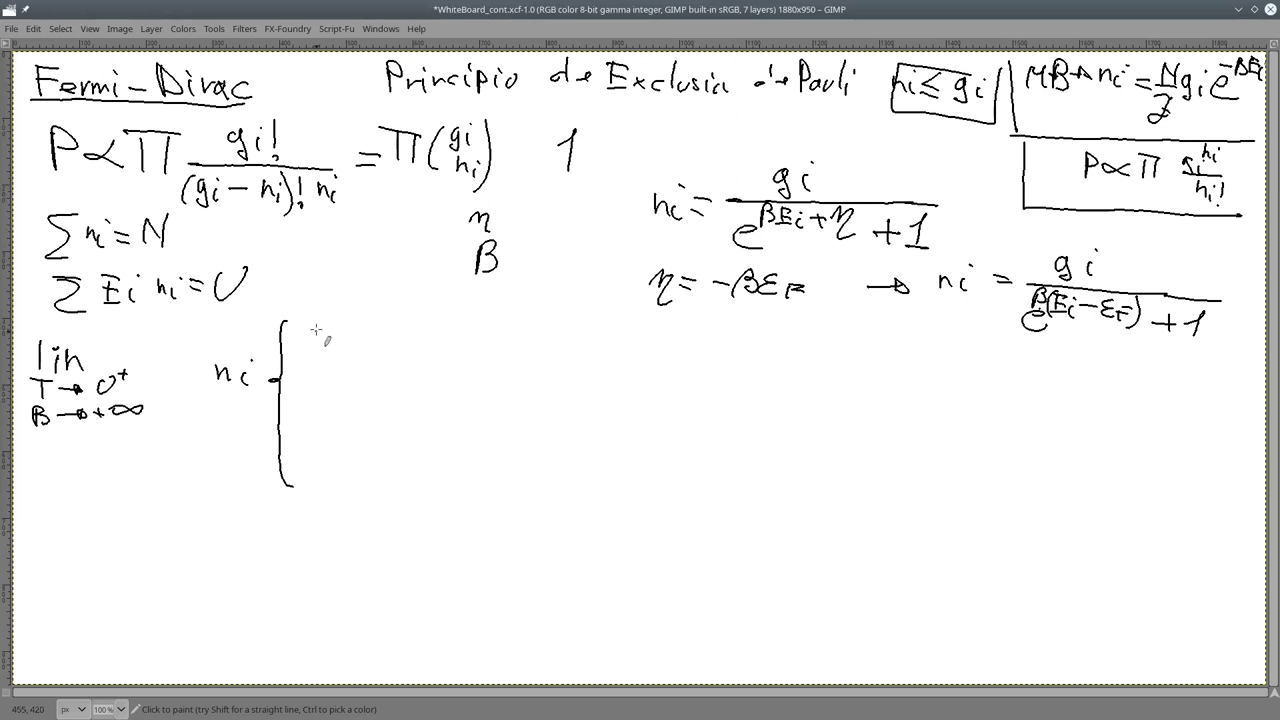 *WhiteBoard_cont.xcf-1.0 (RGB color 8-bit gamma integer, GIMP built-in sRGB, 7 layers) 1880x950 – GIMP
File Edit Select View Image Layer Colors Tools Filters FX-Foundry Script-Fu Windows Help
Fermi-Dirac Principio de Exclusia de Pauli ni ≤ gi MB→ ni = N/Z gi e^-βEi
P ∝ Π gi!/(gi - ni)! ni = Π (gi ni) 1
P ∝ Π gi^ni/ni!
Σ ni = N η
ni = gi/(e^(βEi+η) + 1)
Σ Ei ni = U β
η = -βεF → ni = gi/(e^(β(Ei-εF)) + 1)
lim ni {
T → 0⁺
β → +∞
455, 420 px 100% Click to paint (try Shift for a straight line, Ctrl to pick a color)